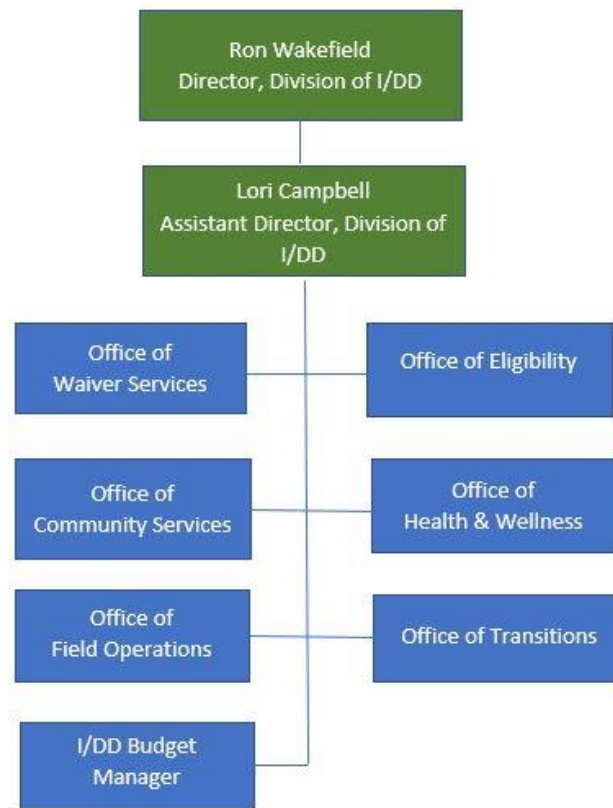 Ron Wakefield
Director, Division of I/DD
Lori Campbell
Assistant Director, Division of
I/DD
Office of
Waiver Services
Office of Eligibility
Office of
Community Services
Office of
Health & Wellness
Office of
Field Operations
Office of Transitions
I/DD Budget
Manager